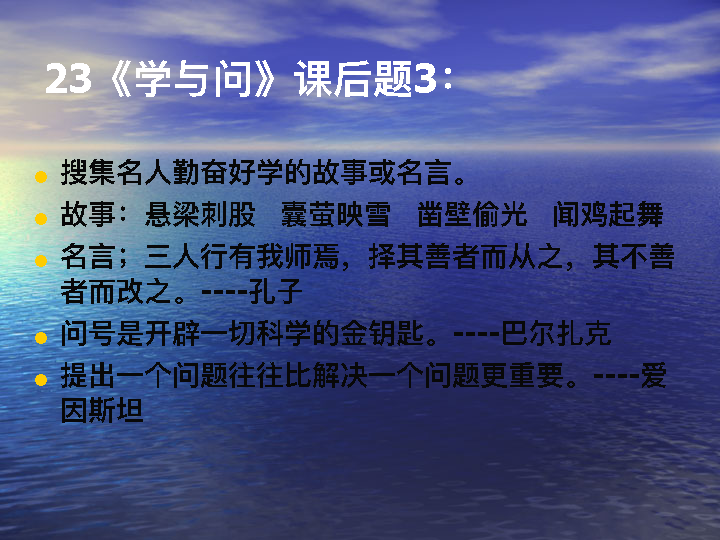 23《学与问》课后题3：
搜集名人勤奋好学的故事或名言。
故事：悬梁刺股 囊萤映雪 凿壁偷光 闻鸡起舞
名言；三人行有我师焉，择其善者而从之，其不善
者而改之。----孔子
问号是开辟一切科学的金钥匙。----巴尔扎克
提出一个问题往往比解决一个问题更重要。----爱
因斯坦